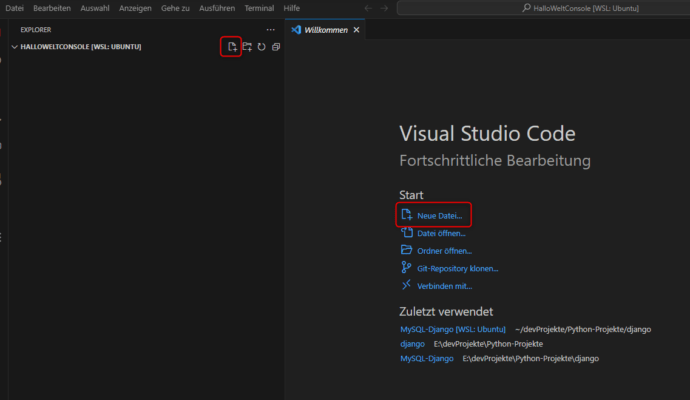 Datei Bearbeiten Auswahl Anzeigen Gehe zu Ausführen Terminal Hilfe HalloWeltConsole [WSL: Ubuntu]
EXPLORER
Willkommen
HALLOWELTCONSOLE [WSL: UBUNTU]
Visual Studio Code
Fortschrittliche Bearbeitung
Start
Neue Datei...
Datei öffnen...
Ordner öffnen...
Git-Repository klonen...
Verbinden mit...
Zuletzt verwendet
MySQL-Django [WSL: Ubuntu] ~/devProjekte/Python-Projekte/django
django E:\devProjekte\Python-Projekte
MySQL-Django E:\devProjekte\Python-Projekte\django